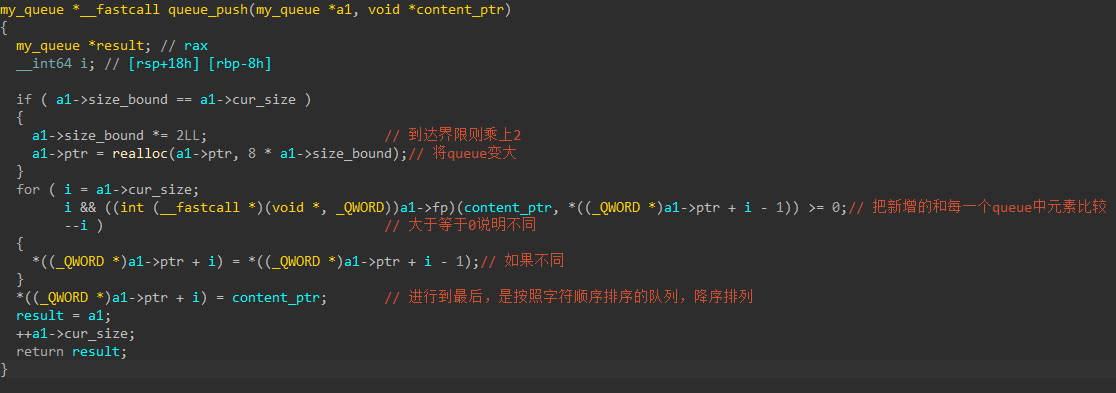 my_queue *__fastcall queue_push(my_queue *a1, void *content_ptr)
{
  my_queue *result; // rax
  __int64 i; // [rsp+18h] [rbp-8h]

  if ( a1->size_bound == a1->cur_size )
  {
    a1->size_bound *= 2LL;                      // 到达界限则乘上2
    a1->ptr = realloc(a1->ptr, 8 * a1->size_bound);// 将queue变大
  }
  for ( i = a1->cur_size;
        i && ((int (__fastcall *)(void *, _QWORD))a1->fp)(content_ptr, *((_QWORD *)a1->ptr + i - 1)) >= 0;// 把新增的和每一个queue中元素比较
        --i )                                   // 大于等于0说明不同
  {
    *((_QWORD *)a1->ptr + i) = *((_QWORD *)a1->ptr + i - 1);// 如果不同
  }
  *((_QWORD *)a1->ptr + i) = content_ptr;       // 进行到最后，是按照字符顺序排序的队列，降序排列
  result = a1;
  ++a1->cur_size;
  return result;
}